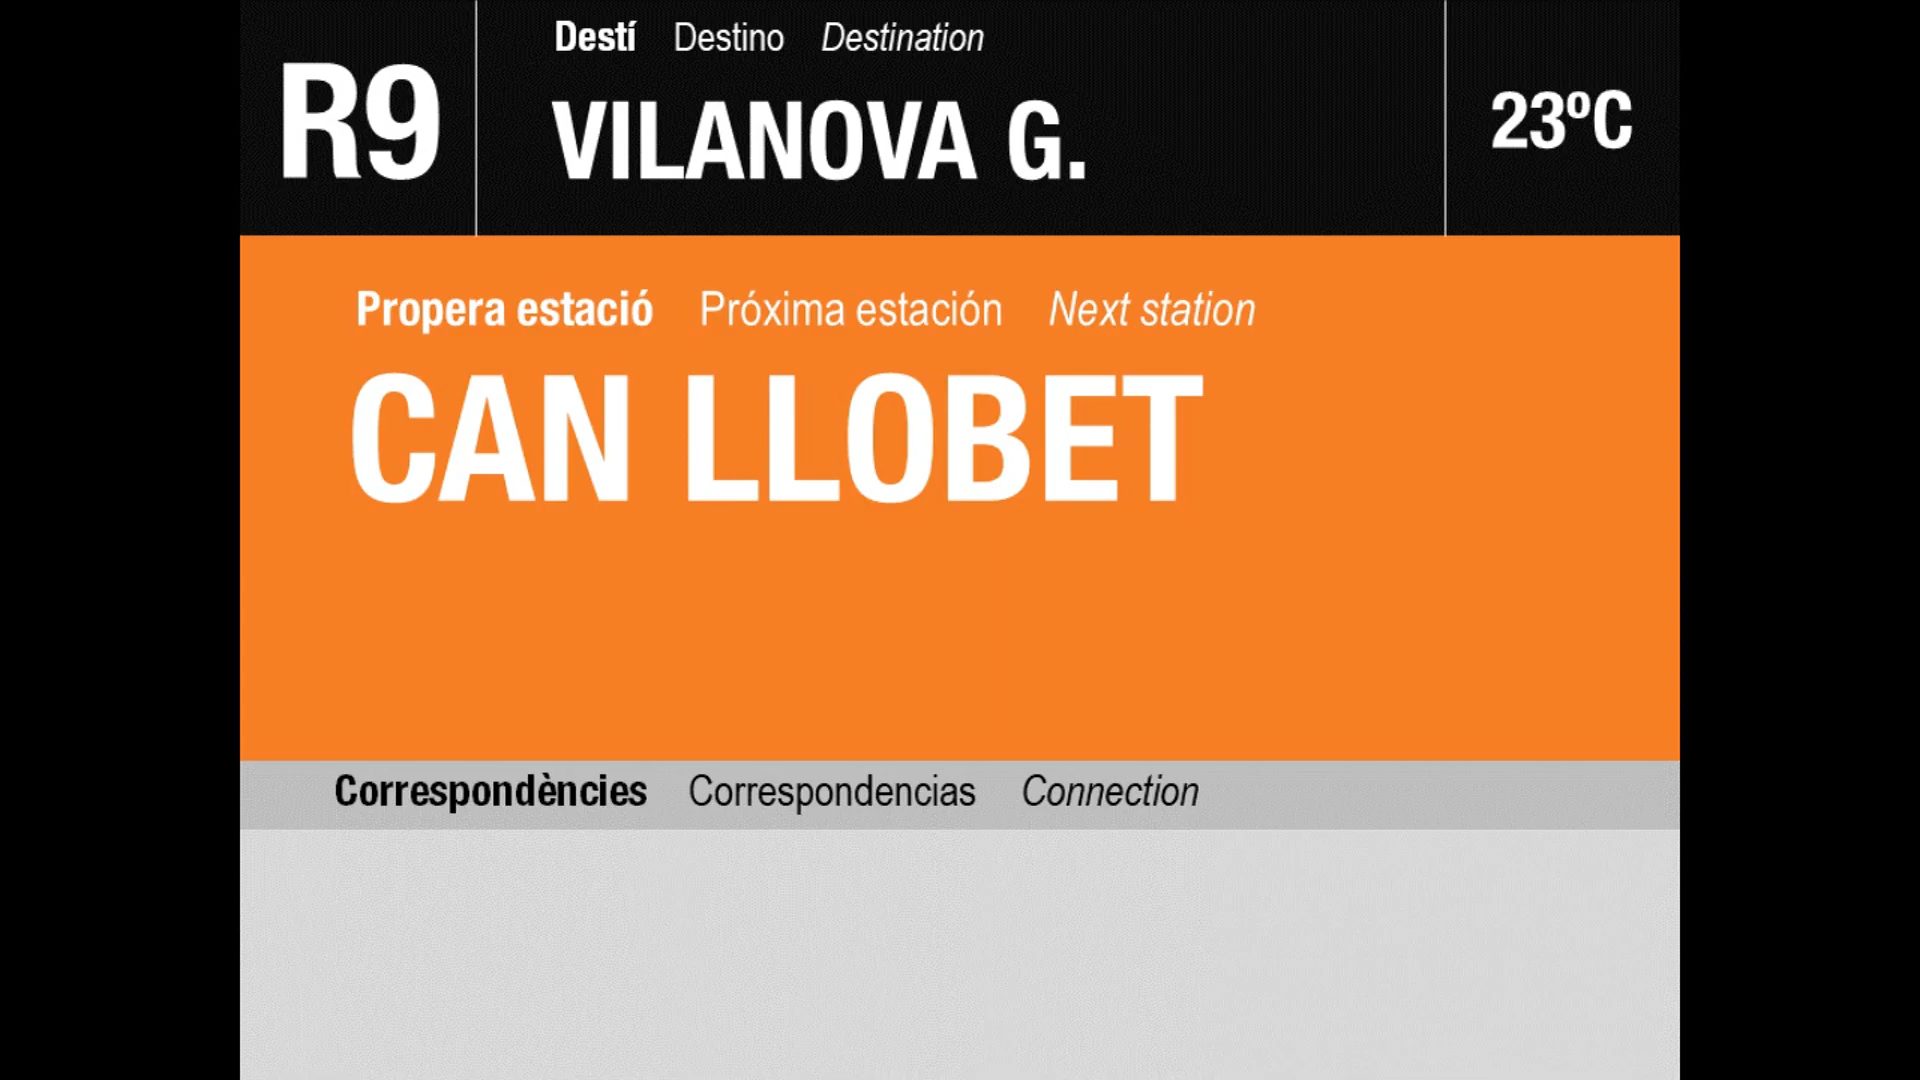 R9
Destí Destino Destination
VILANOVA G.
23ºC
Propera estació Próxima estación Next station
CAN LLOBET
Correspondències Correspondencias Connection